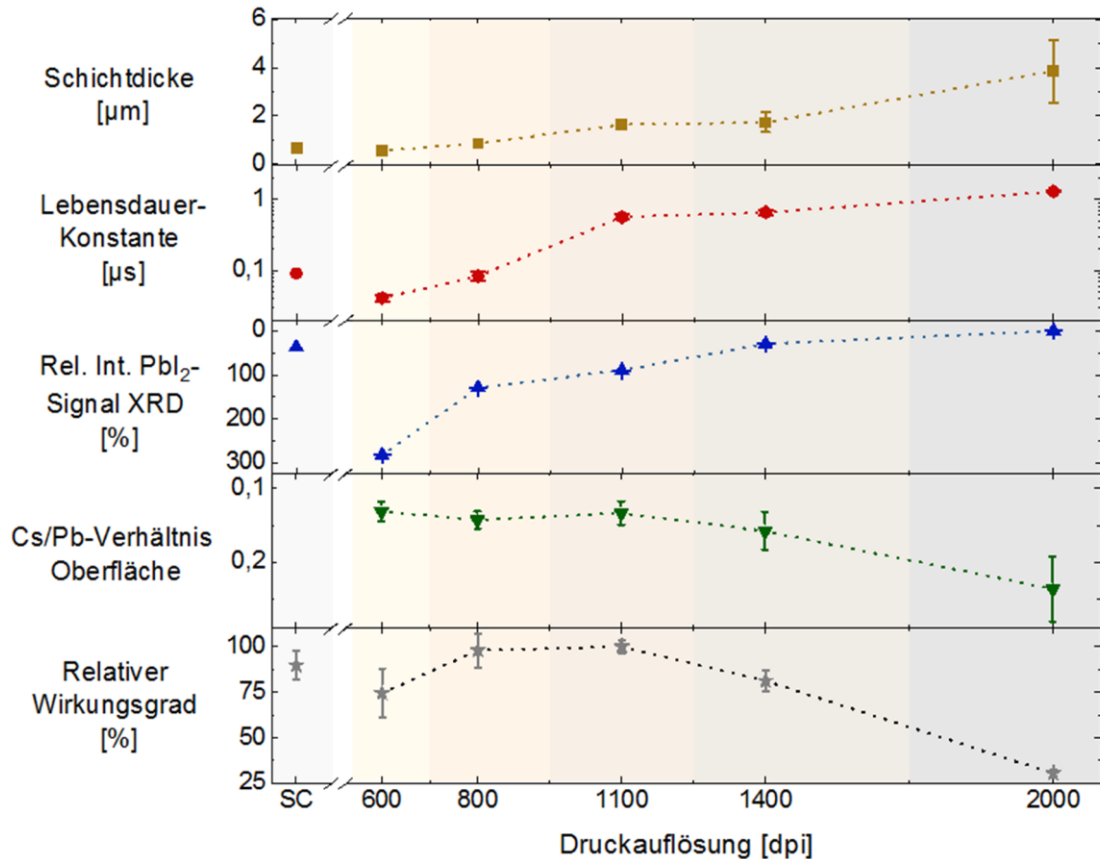 Schichtdicke
[µm]
6
4
2
0
Lebensdauer-
Konstante
[µs]
1
0,1
Rel. Int. PbI₂-
Signal XRD
[%]
0
100
200
300
Cs/Pb-Verhältnis
Oberfläche
0,1
0,2
Relativer
Wirkungsgrad
[%]
100
75
50
25
SC 600 800 1100 1400 2000
Druckauflösung [dpi]